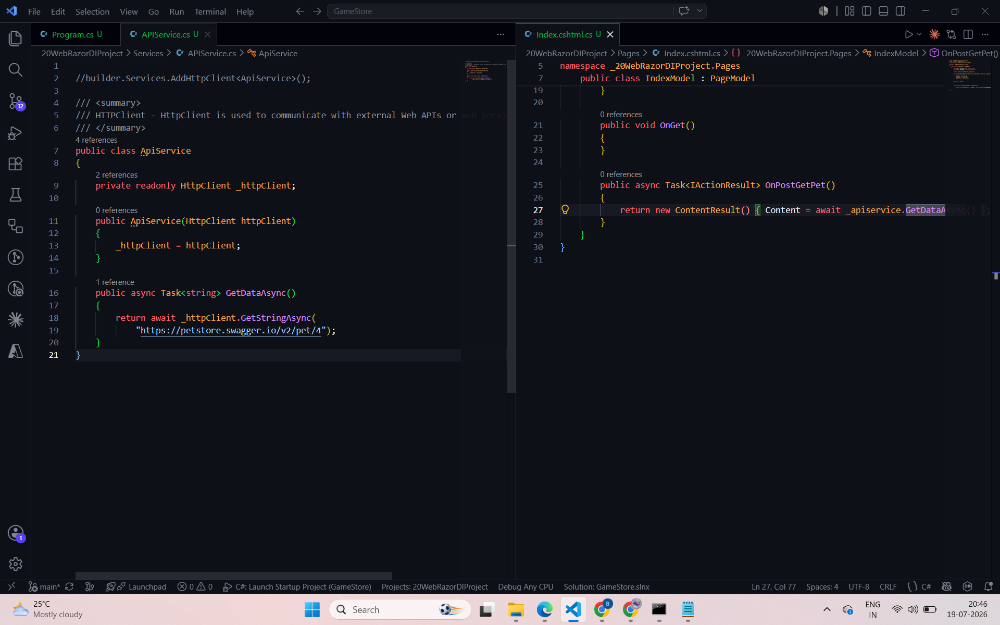 File Edit Selection View Go Run Terminal Help
GameStore
Program.cs U
APIService.cs U
Index.cshtml.cs U
20WebRazorDIProject > Services > APIService.cs > ApiService
20WebRazorDIProject > Pages > Index.cshtml.cs > {} _20WebRazorDIProject.Pages > IndexModel > OnPostGetPet()
1
2 //builder.Services.AddHttpClient<ApiService>();
3
4 /// <summary>
5 /// HTTPClient - HttpClient is used to communicate with external Web APIs or web servi
6 /// </summary>
4 references
7 public class ApiService
8 {
2 references
9 private readonly HttpClient _httpClient;
10
0 references
11 public ApiService(HttpClient httpClient)
12 {
13 _httpClient = httpClient;
14 }
15
1 reference
16 public async Task<string> GetDataAsync()
17 {
18 return await _httpClient.GetStringAsync(
19 "https://petstore.swagger.io/v2/pet/4");
20 }
21 }
5 namespace _20WebRazorDIProject.Pages
7 public class IndexModel : PageModel
19 }
20
0 references
21 public void OnGet()
22 {
23 }
24
0 references
25 public async Task<IActionResult> OnPostGetPet()
26 {
27 return new ContentResult() { Content = await _apiservice.GetDataAsync() };
28 }
29 }
30 }
31
12
1
main* Launchpad 0 0 C#: Launch Startup Project (GameStore) Projects: 20WebRazorDIProject Debug Any CPU Solution: GameStore.slnx Ln 27, Col 77 Spaces: 4 UTF-8 CRLF {} C#
25°C
Mostly cloudy
Search
B
ENG
IN
20:46
19-07-2026